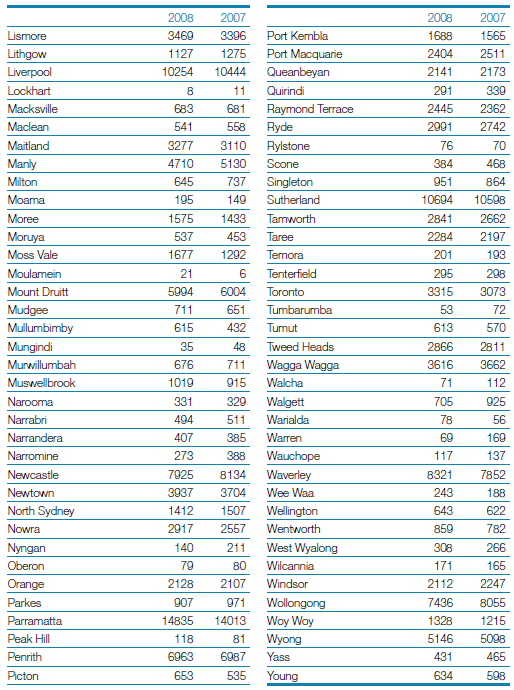 2008 2007
Lismore 3469 3396
Lithgow 1127 1275
Liverpool 10254 10444
Lockhart 8 11
Macksville 683 681
Maclean 541 558
Maitland 3277 3110
Manly 4710 5130
Milton 645 737
Moama 195 149
Moree 1575 1433
Moruya 537 453
Moss Vale 1677 1292
Moulamein 21 6
Mount Druitt 5994 6004
Mudgee 711 651
Mullumbimby 615 432
Mungindi 35 48
Murwillumbah 676 711
Muswellbrook 1019 915
Narooma 331 329
Narrabri 494 511
Narrandera 407 385
Narromine 273 388
Newcastle 7925 8134
Newtown 3937 3704
North Sydney 1412 1507
Nowra 2917 2557
Nyngan 140 211
Oberon 79 80
Orange 2128 2107
Parkes 907 971
Parramatta 14835 14013
Peak Hill 118 81
Penrith 6963 6987
Picton 653 535
2008 2007
Port Kembla 1688 1565
Port Macquarie 2404 2511
Queanbeyan 2141 2173
Quirindi 291 339
Raymond Terrace 2445 2362
Ryde 2991 2742
Rylstone 76 70
Scone 384 468
Singleton 951 864
Sutherland 10694 10598
Tamworth 2841 2662
Taree 2284 2197
Temora 201 193
Tenterfield 295 298
Toronto 3315 3073
Tumbarumba 53 72
Tumut 613 570
Tweed Heads 2866 2811
Wagga Wagga 3616 3662
Walcha 71 112
Walgett 705 925
Warialda 78 56
Warren 69 169
Wauchope 117 137
Waverley 8321 7852
Wee Waa 243 188
Wellington 643 622
Wentworth 859 782
West Wyalong 308 266
Wilcannia 171 165
Windsor 2112 2247
Wollongong 7436 8055
Woy Woy 1328 1215
Wyong 5146 5098
Yass 431 465
Young 634 598